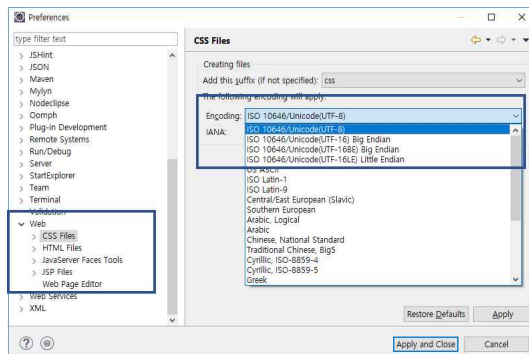 Preferences
type filter text
CSS Files
> JSHint
> JSON
> Maven
> Mylyn
> Nodeclipse
> Oomph
> Plug-in Development
> Remote Systems
> Run/Debug
> Server
> StartExplorer
> Team
> Terminal
> Validation
Web
> CSS Files
> HTML Files
> JavaServer Faces Tools
> JSP Files
Web Page Editor
> Web Services
> XML
Creating files
Add this suffix (if not specified): css
The following encoding will apply:
Encoding: ISO 10646/Unicode(UTF-8)
IANA:
ISO 10646/Unicode(UTF-8)
ISO 10646/Unicode(UTF-16) Big Endian
ISO 10646/Unicode(UTF-16BE) Big Endian
ISO 10646/Unicode(UTF-16LE) Little Endian
US ASCII
ISO Latin-1
ISO Latin-9
Central/East European (Slavic)
Southern European
Arabic, Logical
Arabic
Chinese, National Standard
Traditional Chinese, Big5
Cyrillic, ISO-8859-4
Cyrillic, ISO-8859-5
Greek
Restore Defaults
Apply
Apply and Close
Cancel